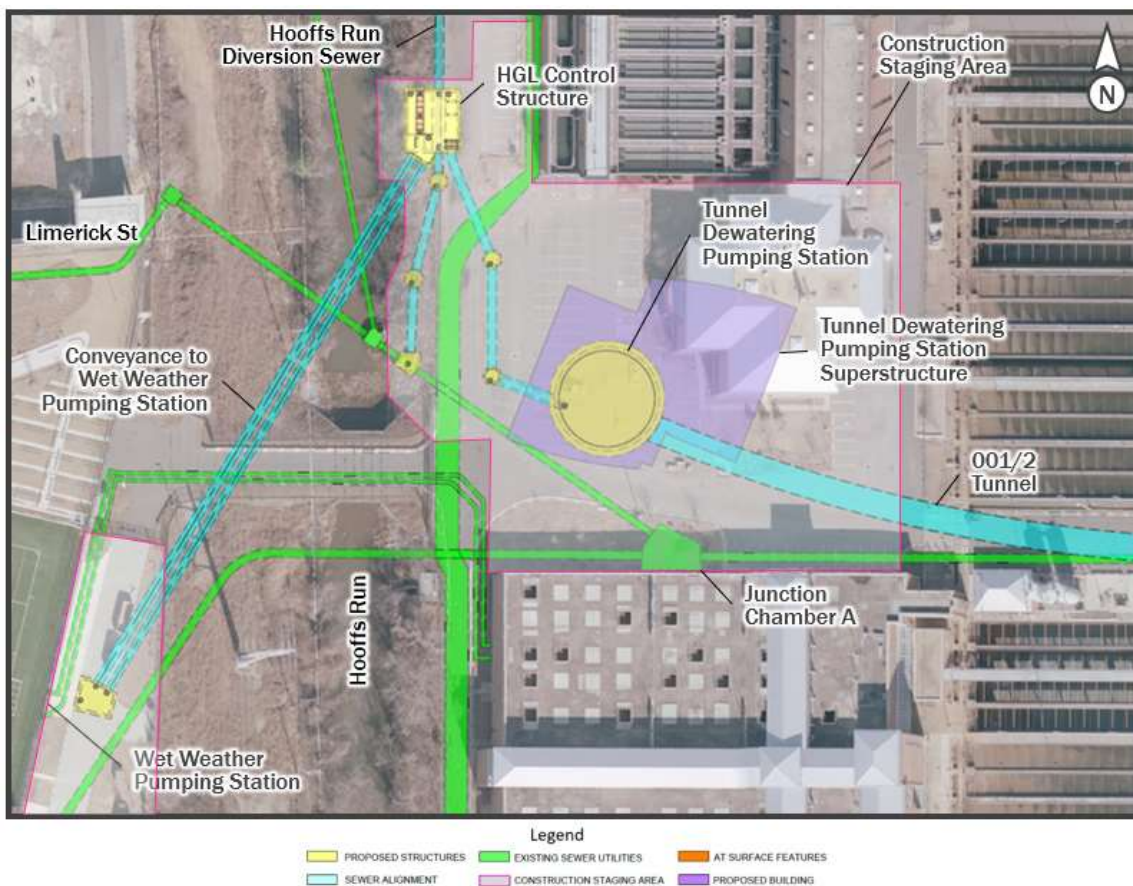 Hooffs Run
Diversion Sewer
HGL Control
Structure
Construction
Staging Area
N
Limerick St
Tunnel
Dewatering
Pumping Station
Conveyance to
Wet Weather
Pumping Station
Tunnel Dewatering
Pumping Station
Superstructure
001/2
Tunnel
Junction
Chamber A
Hooffs Run
Wet Weather
Pumping Station
Legend
PROPOSED STRUCTURES
EXISTING SEWER UTILITIES
AT SURFACE FEATURES
SEWER ALIGNMENT
CONSTRUCTION STAGING AREA
PROPOSED BUILDING